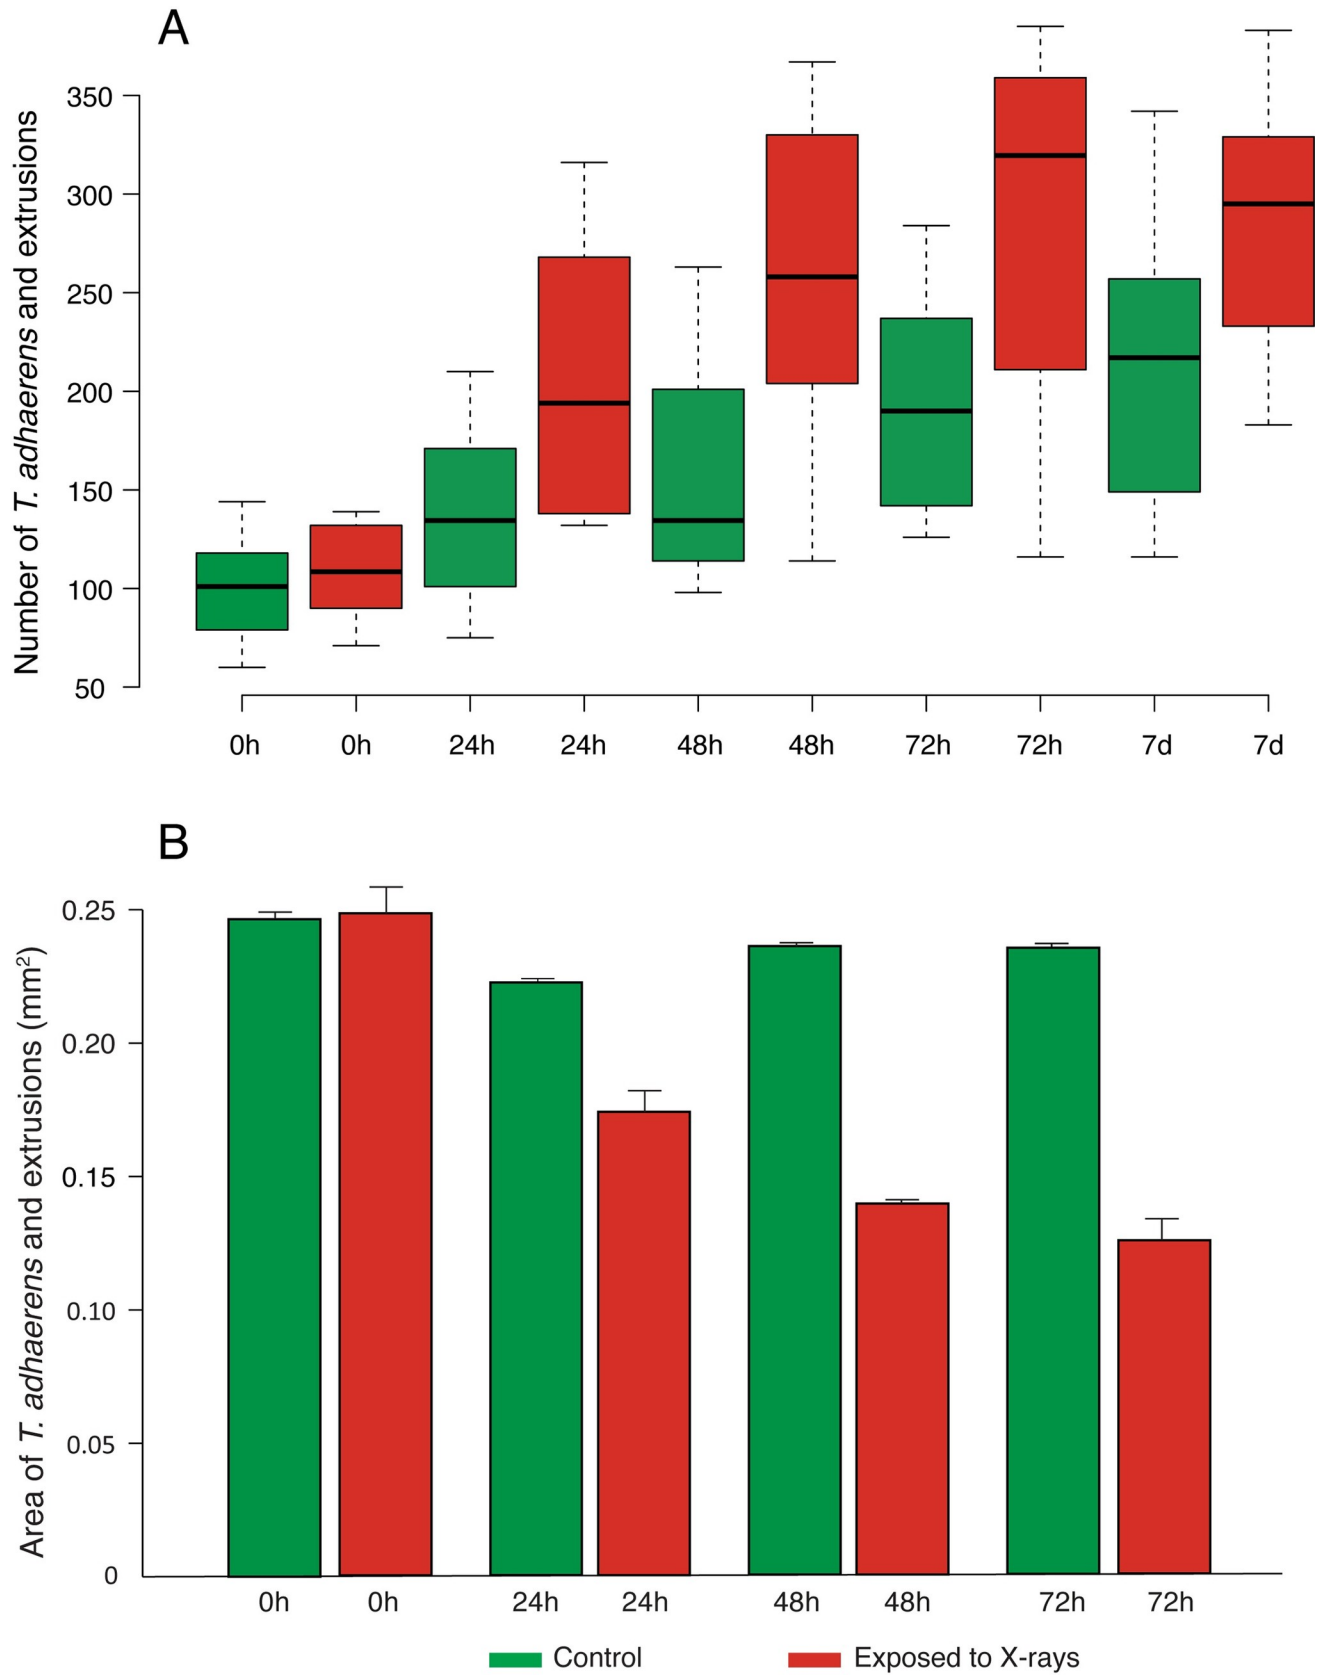 A
Number of T. adhaerens and extrusions
350
300
250
200
150
100
50
0h 0h 24h 24h 48h 48h 72h 72h 7d 7d
B
Area of T. adhaerens and extrusions (mm²)
0.25
0.20
0.15
0.10
0.05
0
0h 0h 24h 24h 48h 48h 72h 72h
Control Exposed to X-rays